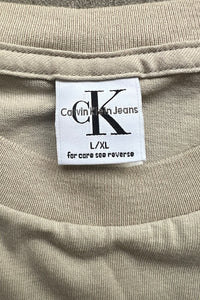 CK
Calvin Klein Jeans
L/XL
for care see reverse